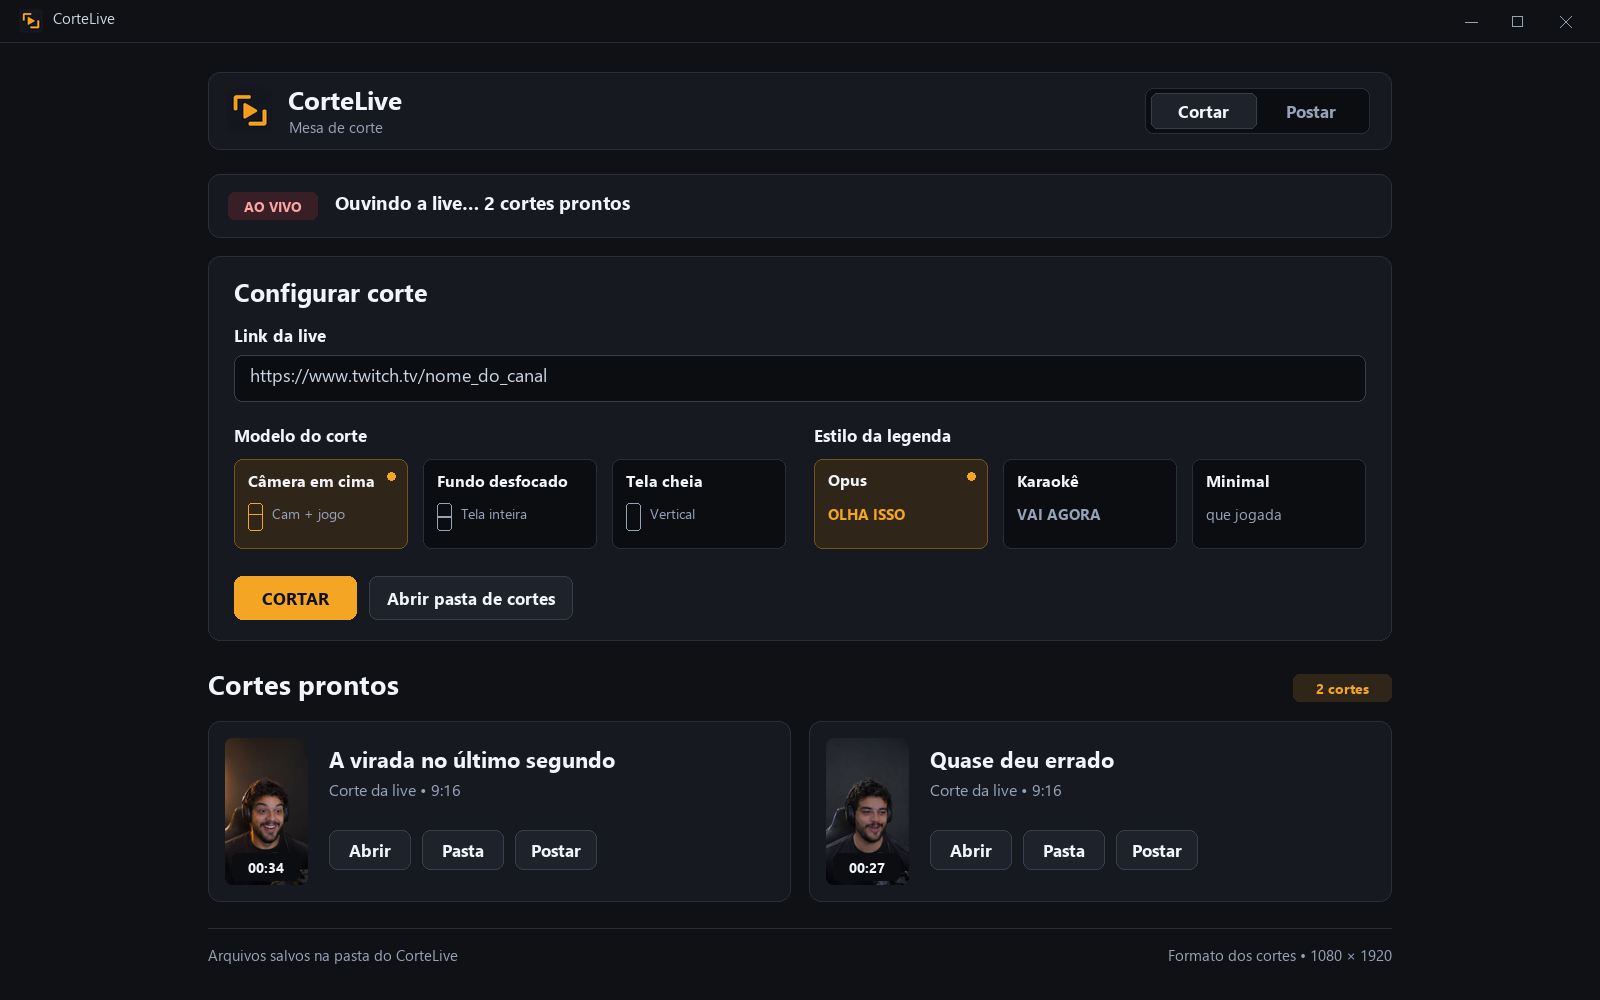 CorteLive
CorteLive
Mesa de corte
Cortar
Postar
AO VIVO
Ouvindo a live... 2 cortes prontos
Configurar corte
Link da live
https://www.twitch.tv/nome_do_canal
Modelo do corte
Câmera em cima
Cam + jogo
Fundo desfocado
Tela inteira
Tela cheia
Vertical
Estilo da legenda
Opus
OLHA ISSO
Karaokê
VAI AGORA
Minimal
que jogada
CORTAR
Abrir pasta de cortes
Cortes prontos
2 cortes
00:34
A virada no último segundo
Corte da live • 9:16
Abrir
Pasta
Postar
00:27
Quase deu errado
Corte da live • 9:16
Abrir
Pasta
Postar
Arquivos salvos na pasta do CorteLive
Formato dos cortes • 1080 × 1920